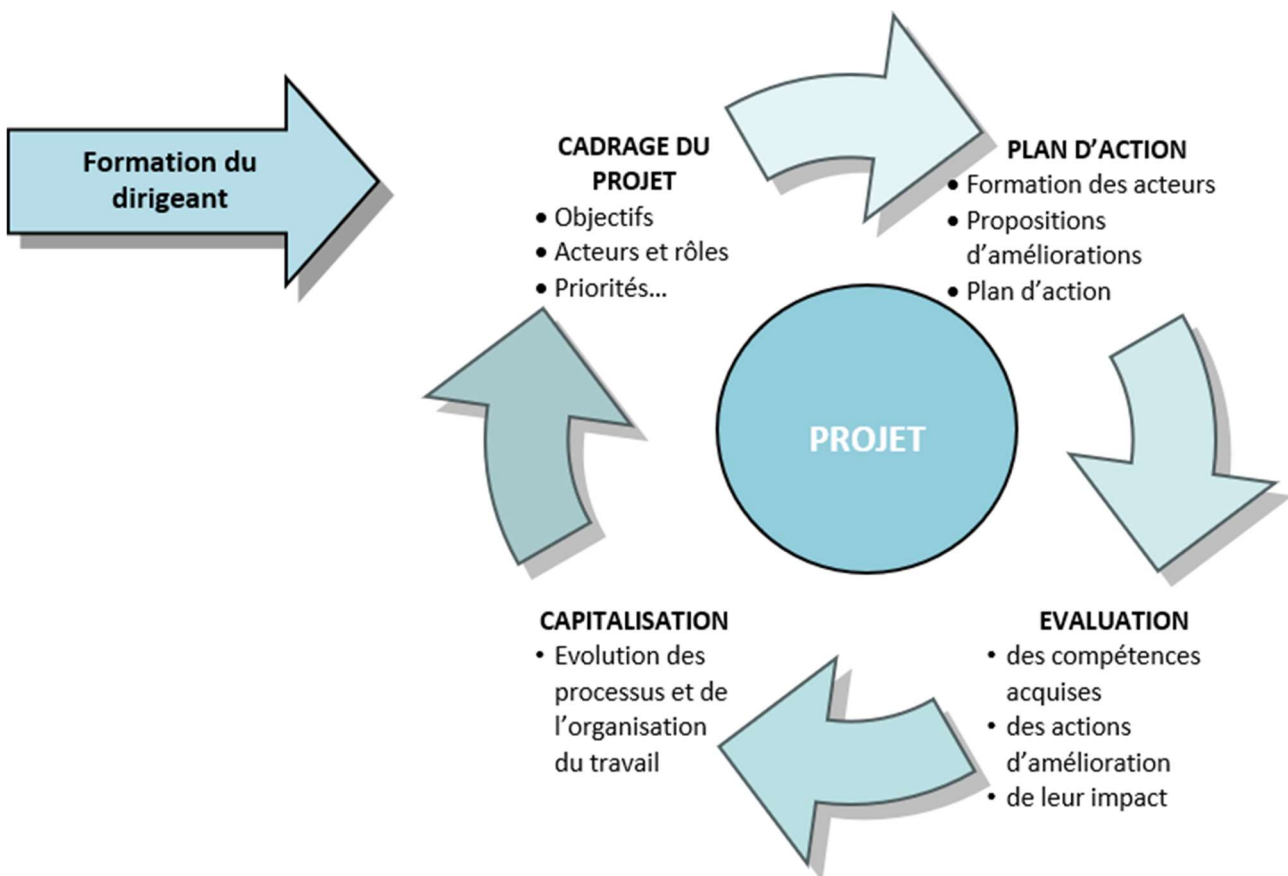 Formation du
dirigeant
CADRAGE DU
PROJET
• Objectifs
• Acteurs et rôles
• Priorités...
PLAN D’ACTION
• Formation des acteurs
• Propositions
d’améliorations
• Plan d’action
PROJET
EVALUATION
• des compétences
acquises
• des actions
d’amélioration
• de leur impact
CAPITALISATION
• Evolution des
processus et de
l’organisation
du travail